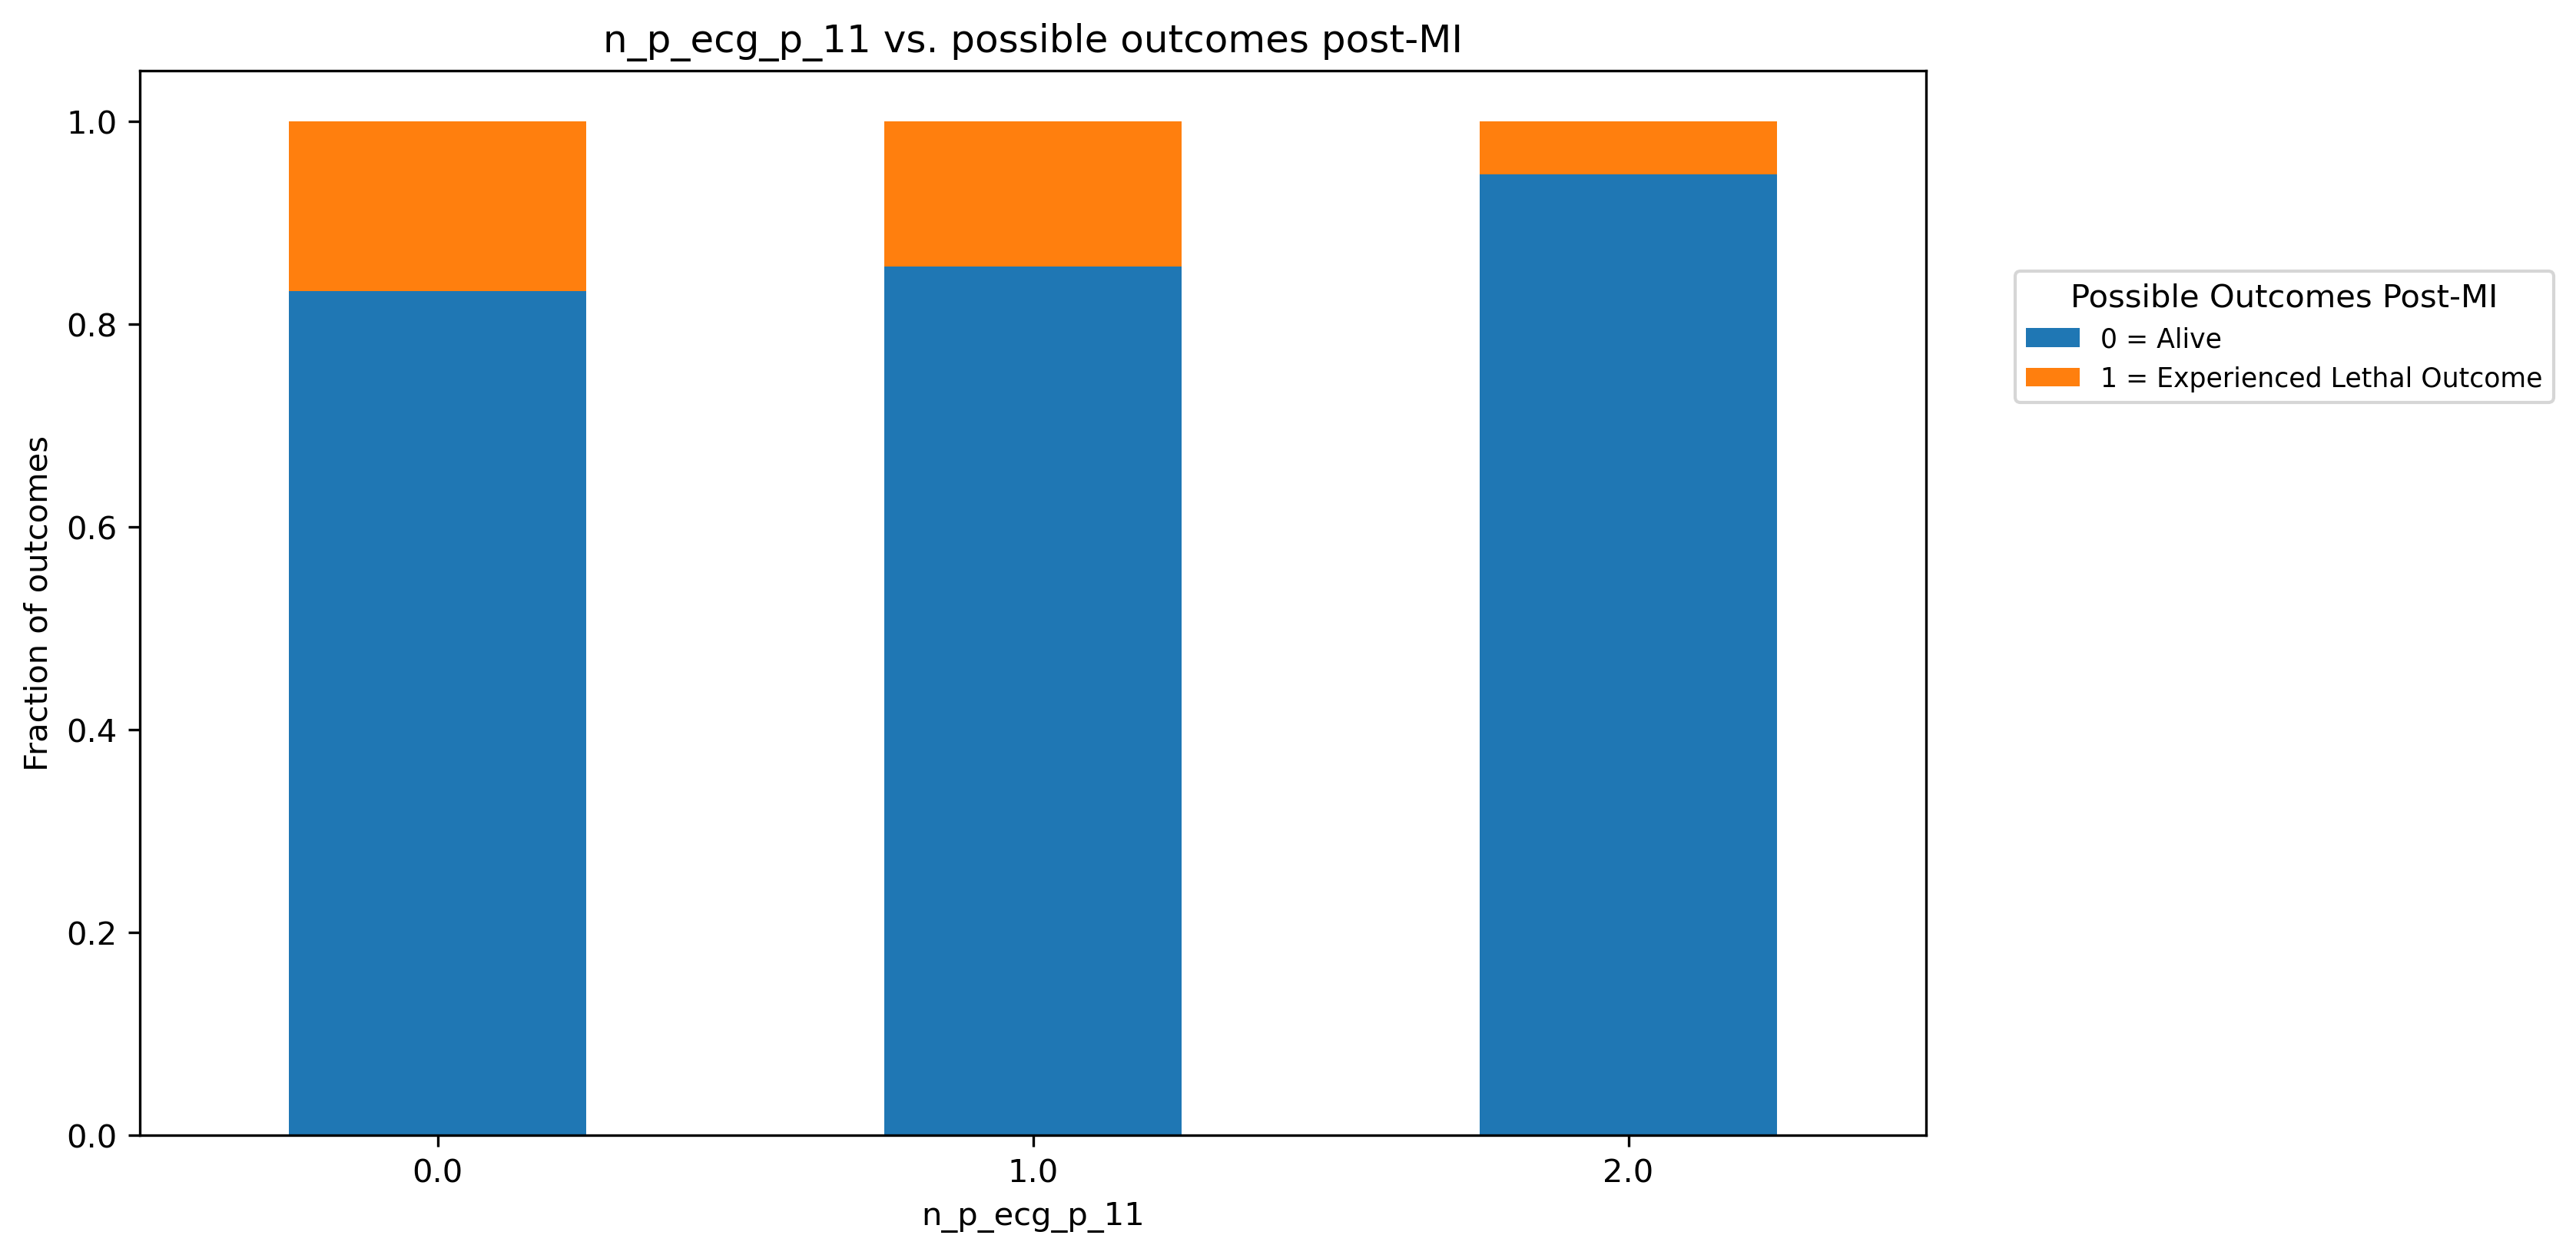 n_p_ecg_p_11 vs. possible outcomes post-MI
1.0
0.8
0.6
0.4
0.2
0.0
Fraction of outcomes
0.0 1.0 2.0
n_p_ecg_p_11
Possible Outcomes Post-MI
0 = Alive
1 = Experienced Lethal Outcome